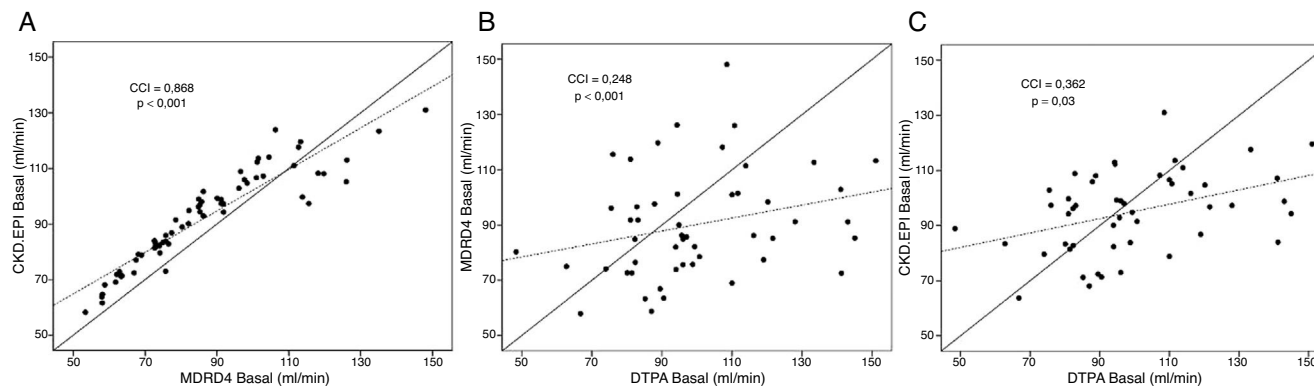 A
CKD.EPI Basal (ml/min)
150
130
110
90
70
50
CCI = 0,868
p < 0,001
50 70 90 110 130 150
MDRD4 Basal (ml/min)
B
MDRD4 Basal (ml/min)
150
130
110
90
70
50
CCI = 0,248
p < 0,001
50 70 90 110 130 150
DTPA Basal (ml/min)
C
CKD.EPI Basal (ml/min)
150
130
110
90
70
50
CCI = 0,362
p = 0,03
50 70 90 110 130 150
DTPA Basal (ml/min)